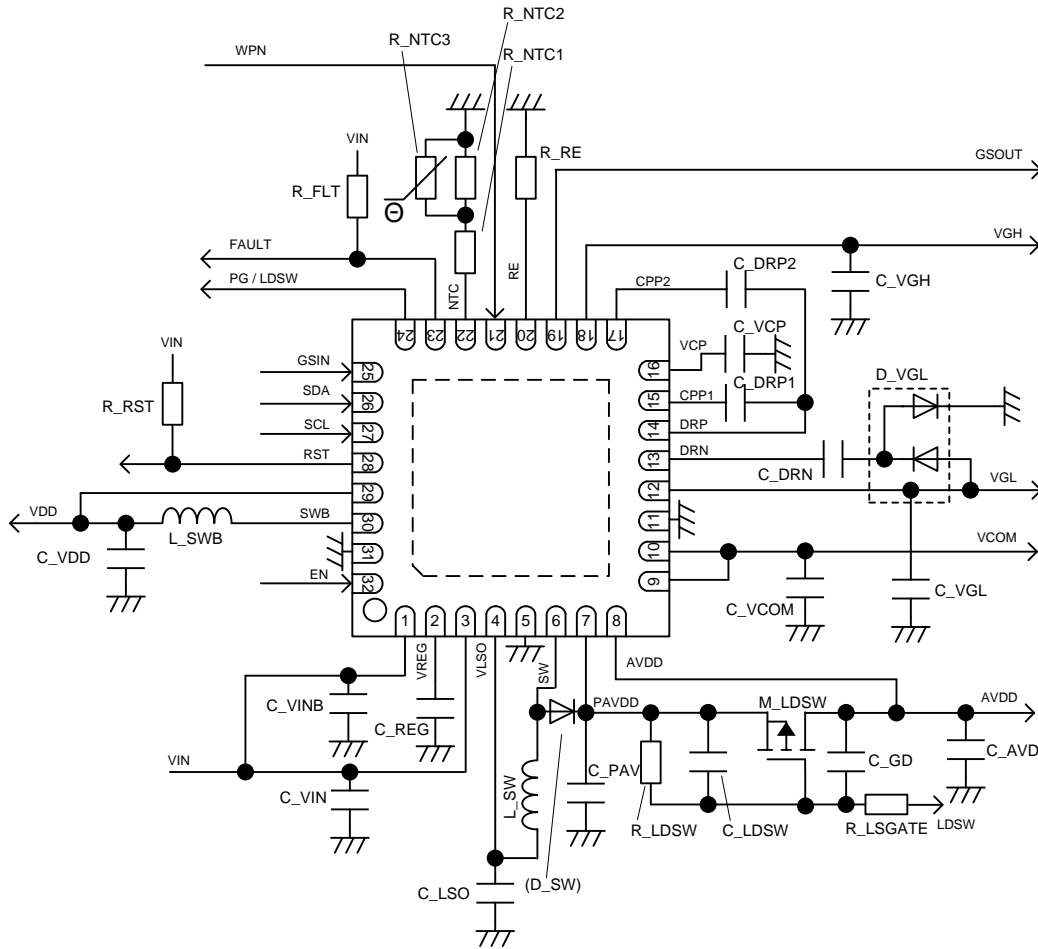 R_NTC2
R_NTC3
R_NTC1
WPN
VIN
R_RE
GSOUT
R_FLT
Θ
FAULT
VGH
C_DRP2
PG / LDSW
NTC
RE
CPP2
C_VGH
24
23
22
21
20
19
18
17
C_VCP
VIN
VCP
GSIN
25
16
C_DRP1
D_VGL
R_RST
SDA
26
15
CPP1
SCL
27
14
DRP
RST
28
13
DRN
C_DRN
29
12
VGL
VDD
SWB
30
11
L_SWB
C_VDD
31
10
VCOM
EN
32
9
C_VCOM
C_VGL
1
2
3
4
5
6
7
8
VREG
VLSO
SW
AVDD
C_VINB
C_REG
PAVDD
M_LDSW
AVDD
VIN
C_VIN
L_SW
C_PAV
C_GD
C_AVD
R_LDSW
C_LDSW
R_LSGATE
LDSW
C_LSO
(D_SW)